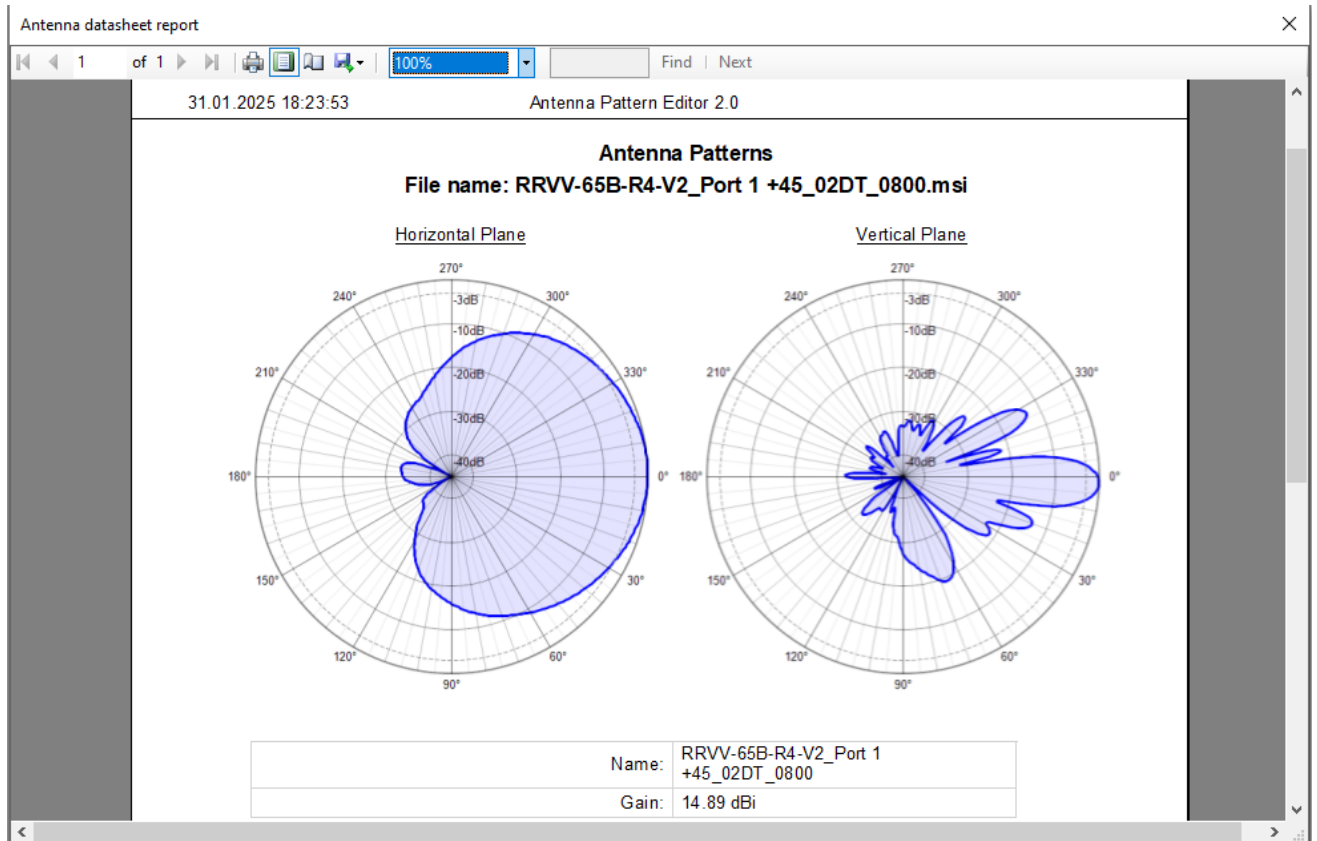 Antenna datasheet report
1 of 1 100% Find | Next
31.01.2025 18:23:53 Antenna Pattern Editor 2.0
Antenna Patterns
File name: RRVV-65B-R4-V2_Port 1 +45_02DT_0800.msi
Horizontal Plane Vertical Plane
270° 270°
240° -3dB 300° 240° -3dB 300°
-10dB -10dB
210° -20dB 330° 210° -20dB 330°
-30dB -30dB
-40dB -40dB
180° 0° 180° 0°
150° 30° 150° 30°
120° 60° 120° 60°
90° 90°
Name: RRVV-65B-R4-V2_Port 1
+45_02DT_0800
Gain: 14.89 dBi